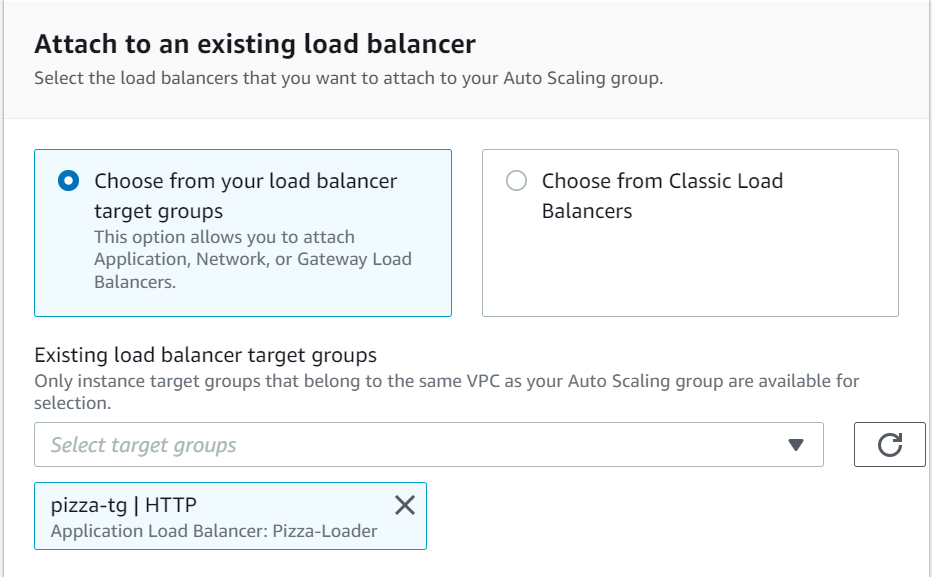 Attach to an existing load balancer
Select the load balancers that you want to attach to your Auto Scaling group.
Choose from your load balancer
target groups
This option allows you to attach
Application, Network, or Gateway Load
Balancers.
Choose from Classic Load
Balancers
Existing load balancer target groups
Only instance target groups that belong to the same VPC as your Auto Scaling group are available for
selection.
Select target groups
pizza-tg | HTTP
Application Load Balancer: Pizza-Loader